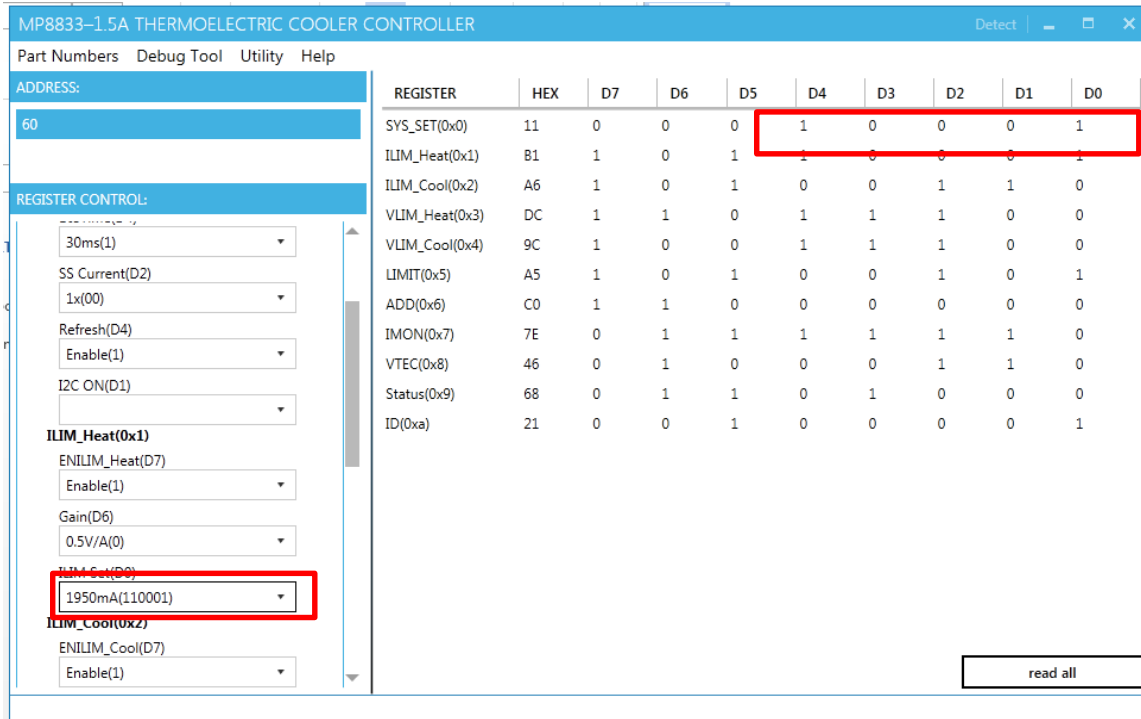 MP8833–1.5A THERMOELECTRIC COOLER CONTROLLER Detect
Part Numbers Debug Tool Utility Help
ADDRESS:
60
REGISTER CONTROL:
30ms(1)
SS Current(D2)
1x(00)
Refresh(D4)
Enable(1)
I2C ON(D1)
ILIM_Heat(0x1)
ENILIM_Heat(D7)
Enable(1)
Gain(D6)
0.5V/A(0)
ILIM Set(D0)
1950mA(110001)
ILIM_Cool(0x2)
ENILIM_Cool(D7)
Enable(1)
REGISTER HEX D7 D6 D5 D4 D3 D2 D1 D0
SYS_SET(0x0) 11 0 0 0 1 0 0 0 1
ILIM_Heat(0x1) B1 1 0 1 1 0 0 0 1
ILIM_Cool(0x2) A6 1 0 1 0 0 1 1 0
VLIM_Heat(0x3) DC 1 1 0 1 1 1 0 0
VLIM_Cool(0x4) 9C 1 0 0 1 1 1 0 0
LIMIT(0x5) A5 1 0 1 0 0 1 0 1
ADD(0x6) C0 1 1 0 0 0 0 0 0
IMON(0x7) 7E 0 1 1 1 1 1 1 0
VTEC(0x8) 46 0 1 0 0 0 1 1 0
Status(0x9) 68 0 1 1 0 1 0 0 0
ID(0xa) 21 0 0 1 0 0 0 0 1
read all